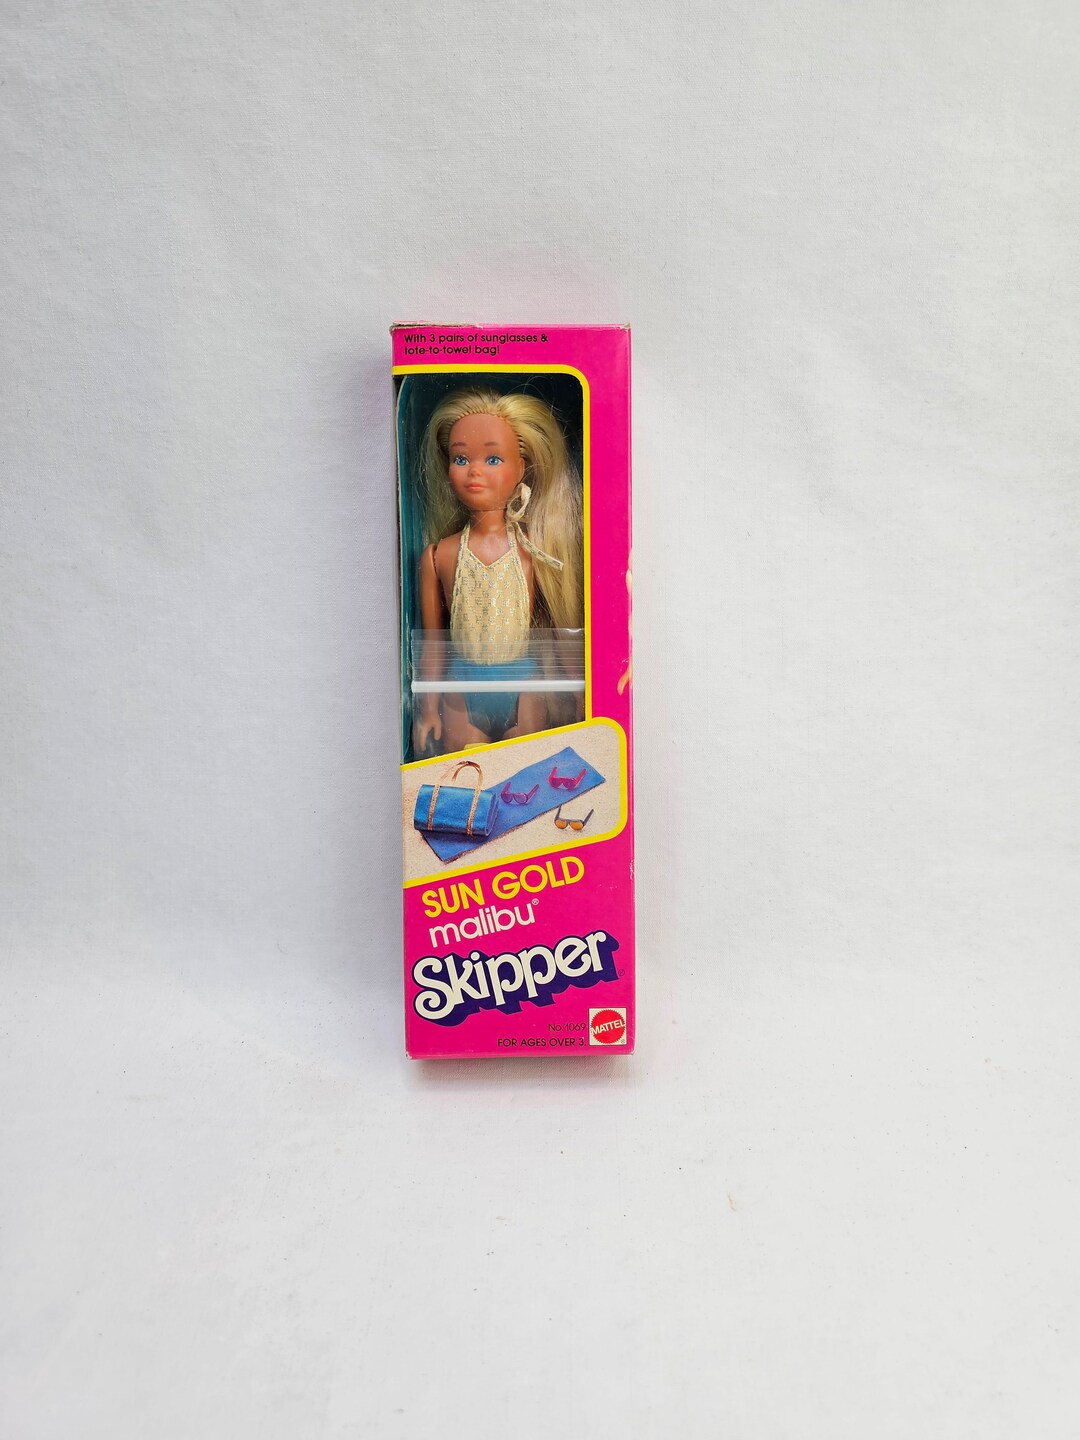 With 3 pairs of sunglasses &
tote-to-towel bag!
SUN GOLD
malibu®
Skipper®
No. 1069
FOR AGES OVER 3.
MATTEL®